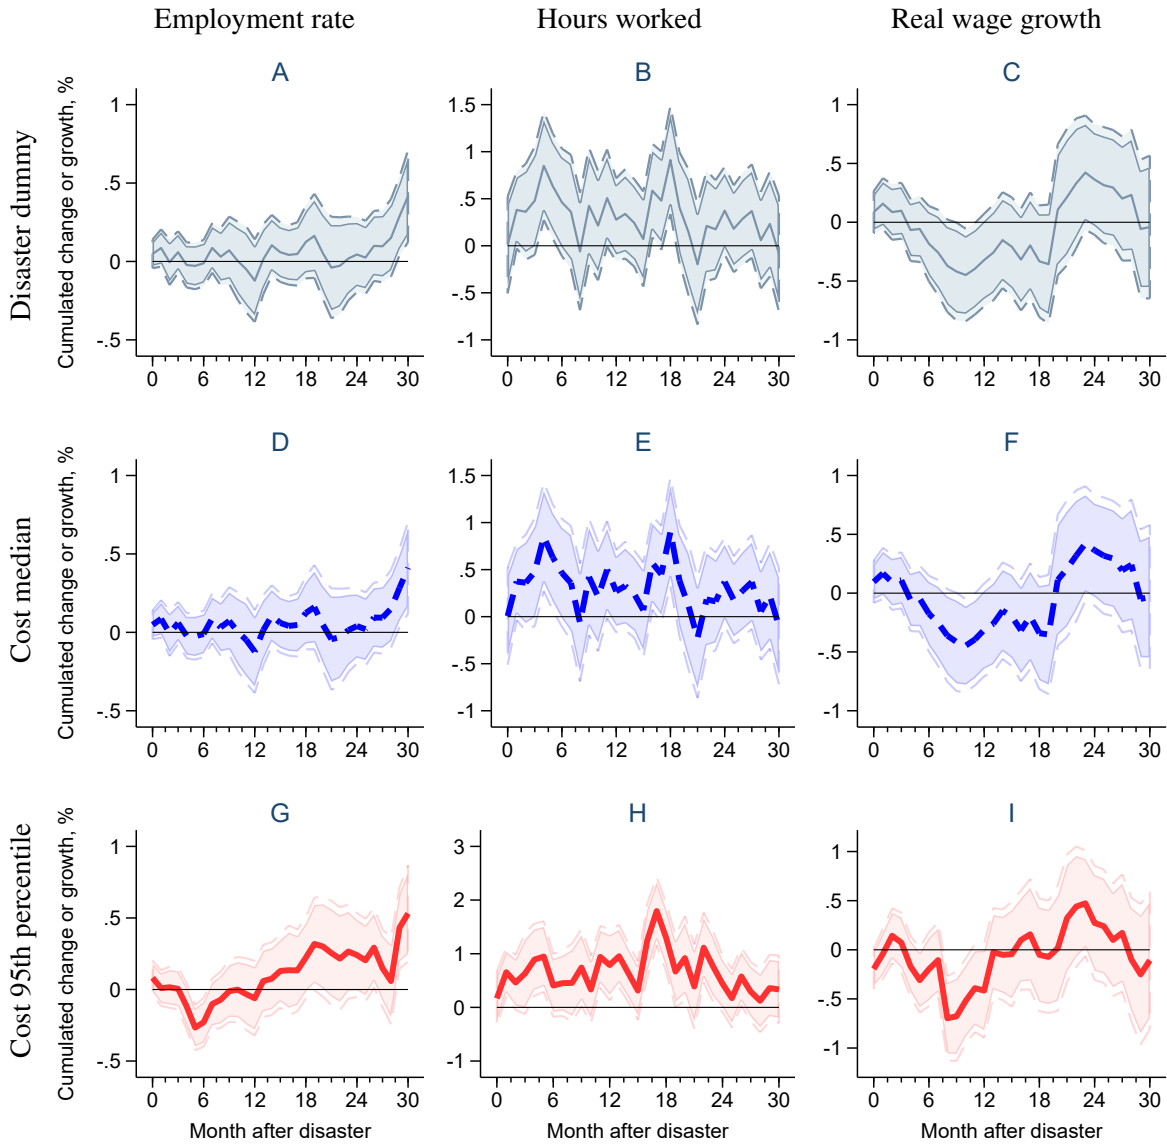 Employment rate
Hours worked
Real wage growth
Disaster dummy
Cumulated change or growth, %
A
1
.5
0
-.5
0 6 12 18 24 30
B
1.5
1
.5
0
-.5
-1
0 6 12 18 24 30
C
1
.5
0
-.5
-1
0 6 12 18 24 30
Cost median
Cumulated change or growth, %
D
1
.5
0
-.5
0 6 12 18 24 30
E
1.5
1
.5
0
-.5
-1
0 6 12 18 24 30
F
1
.5
0
-.5
-1
0 6 12 18 24 30
Cost 95th percentile
Cumulated change or growth, %
G
1
.5
0
-.5
0 6 12 18 24 30
Month after disaster
H
3
2
1
0
-1
0 6 12 18 24 30
Month after disaster
I
1
.5
0
-.5
-1
0 6 12 18 24 30
Month after disaster